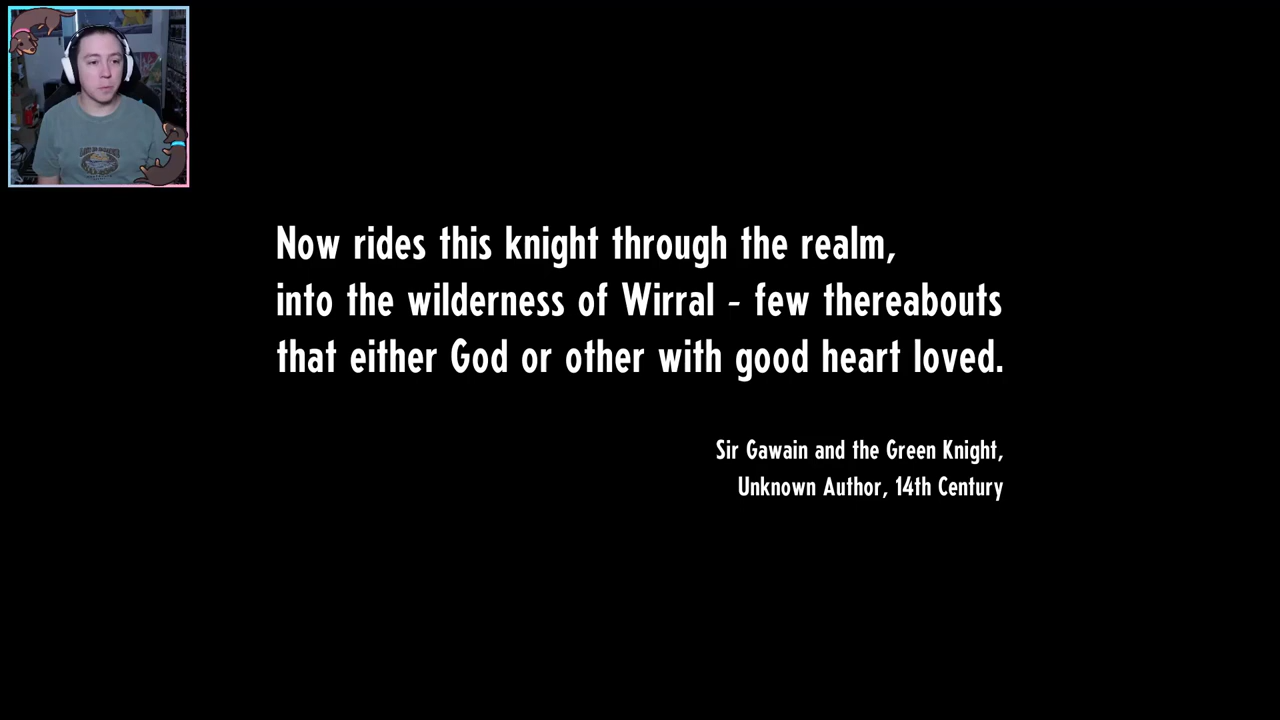 Now rides this knight through the realm,
into the wilderness of Wirral - few thereabouts
that either God or other with good heart loved.
Sir Gawain and the Green Knight,
Unknown Author, 14th Century